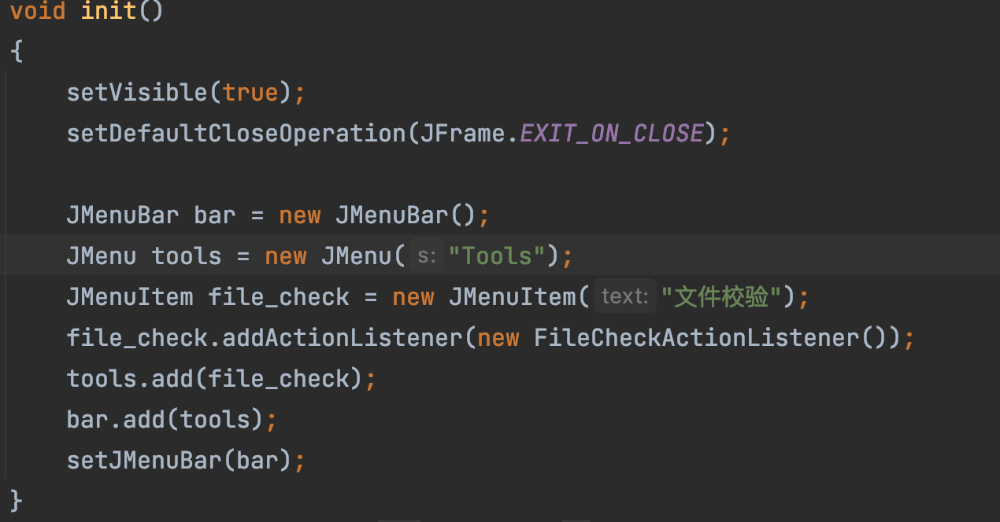 void init()
{
    setVisible(true);
    setDefaultCloseOperation(JFrame.EXIT_ON_CLOSE);

    JMenuBar bar = new JMenuBar();
    JMenu tools = new JMenu( s: "Tools");
    JMenuItem file_check = new JMenuItem( text: "文件校验");
    file_check.addActionListener(new FileCheckActionListener());
    tools.add(file_check);
    bar.add(tools);
    setJMenuBar(bar);
}